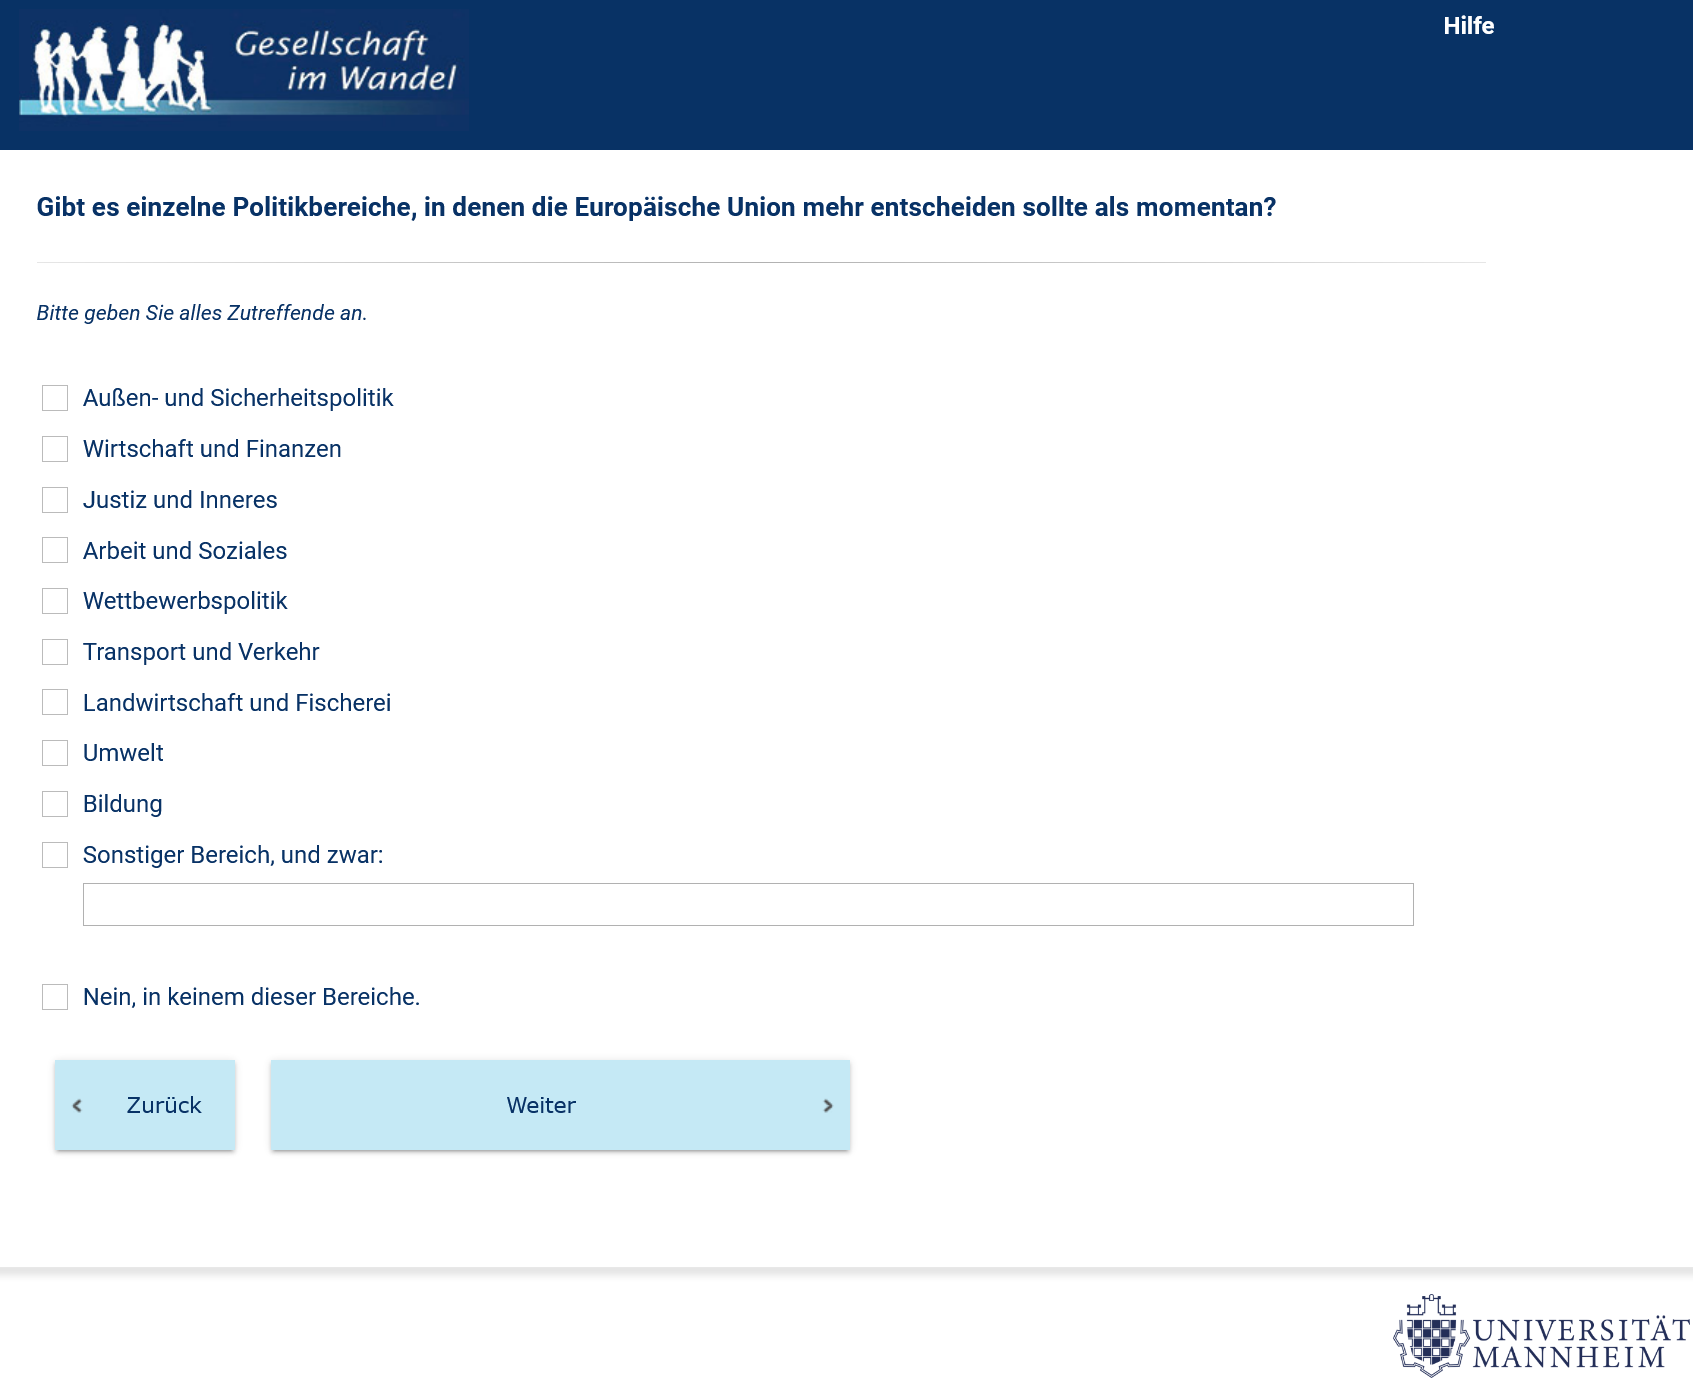 Gesellschaft
im Wandel
Hilfe
Gibt es einzelne Politikbereiche, in denen die Europäische Union mehr entscheiden sollte als momentan?
Bitte geben Sie alles Zutreffende an.
Außen- und Sicherheitspolitik
Wirtschaft und Finanzen
Justiz und Inneres
Arbeit und Soziales
Wettbewerbspolitik
Transport und Verkehr
Landwirtschaft und Fischerei
Umwelt
Bildung
Sonstiger Bereich, und zwar:
Nein, in keinem dieser Bereiche.
Zurück
Weiter
UNIVERSITÄT
MANNHEIM